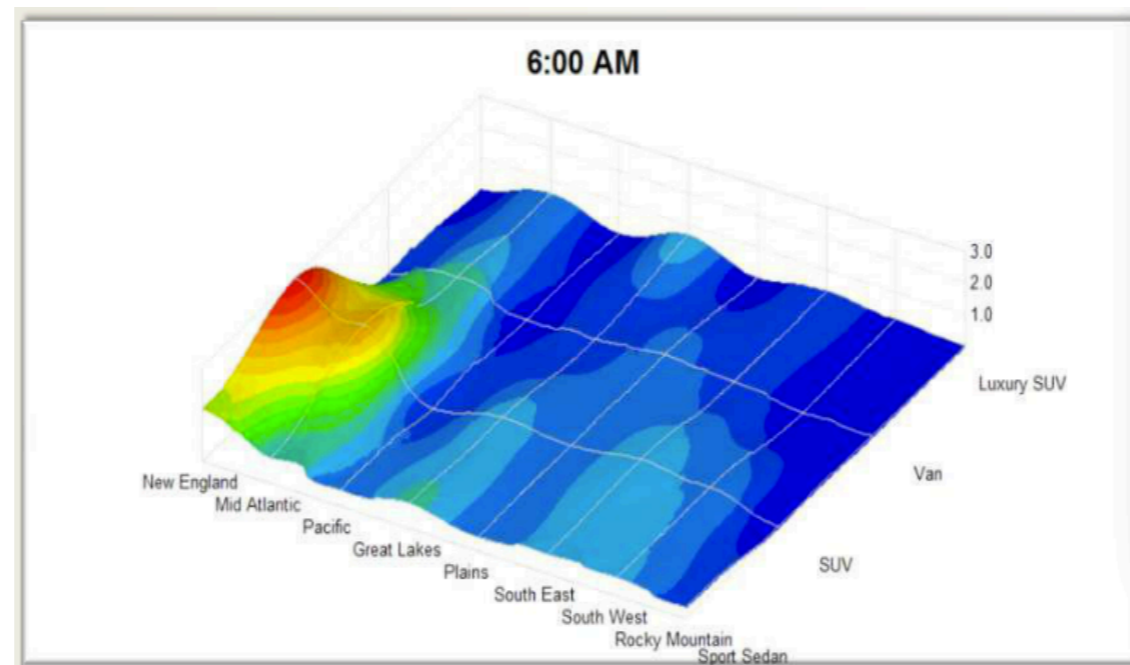 6:00 AM
3.0
2.0
1.0
Luxury SUV
Van
SUV
New England
Mid Atlantic
Pacific
Great Lakes
Plains
South East
South West
Rocky Mountain
Sport Sedan